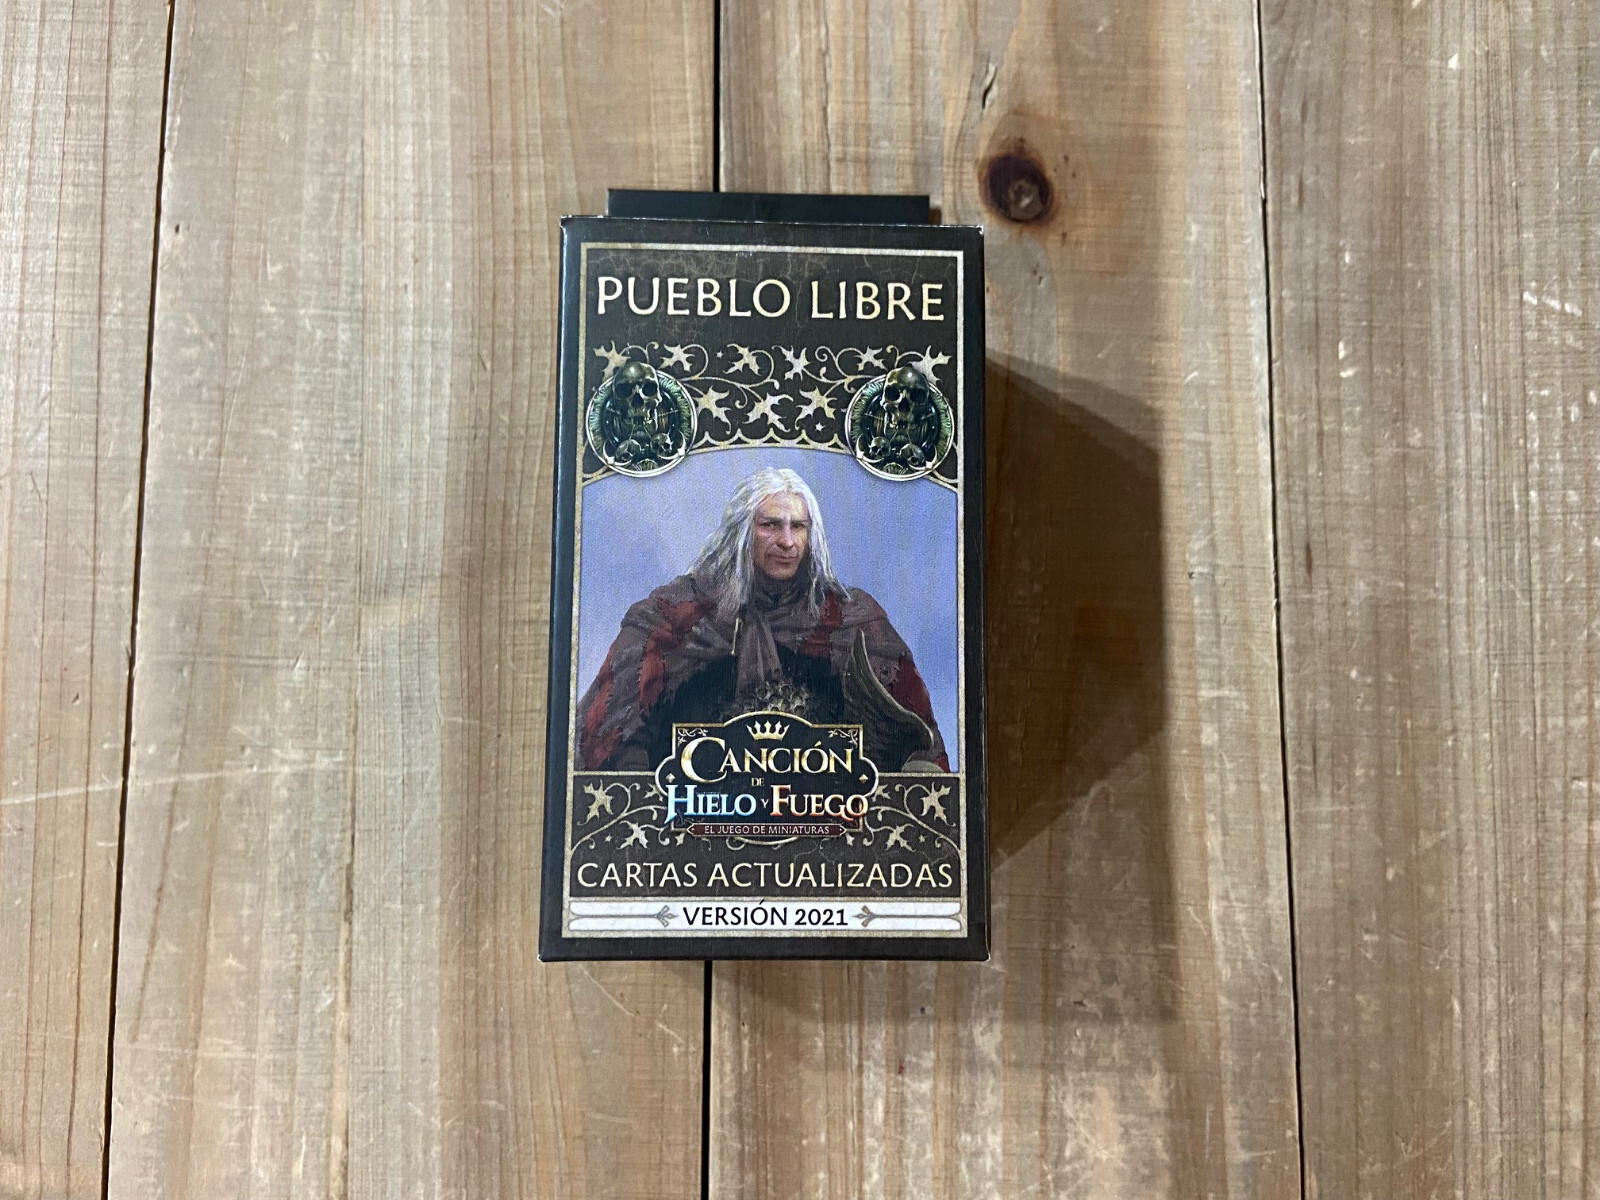 PUEBLO LIBRE
CANCIÓN
DE
HIELO Y FUEGO
EL JUEGO DE MINIATURAS
CARTAS ACTUALIZADAS
VERSIÓN 2021